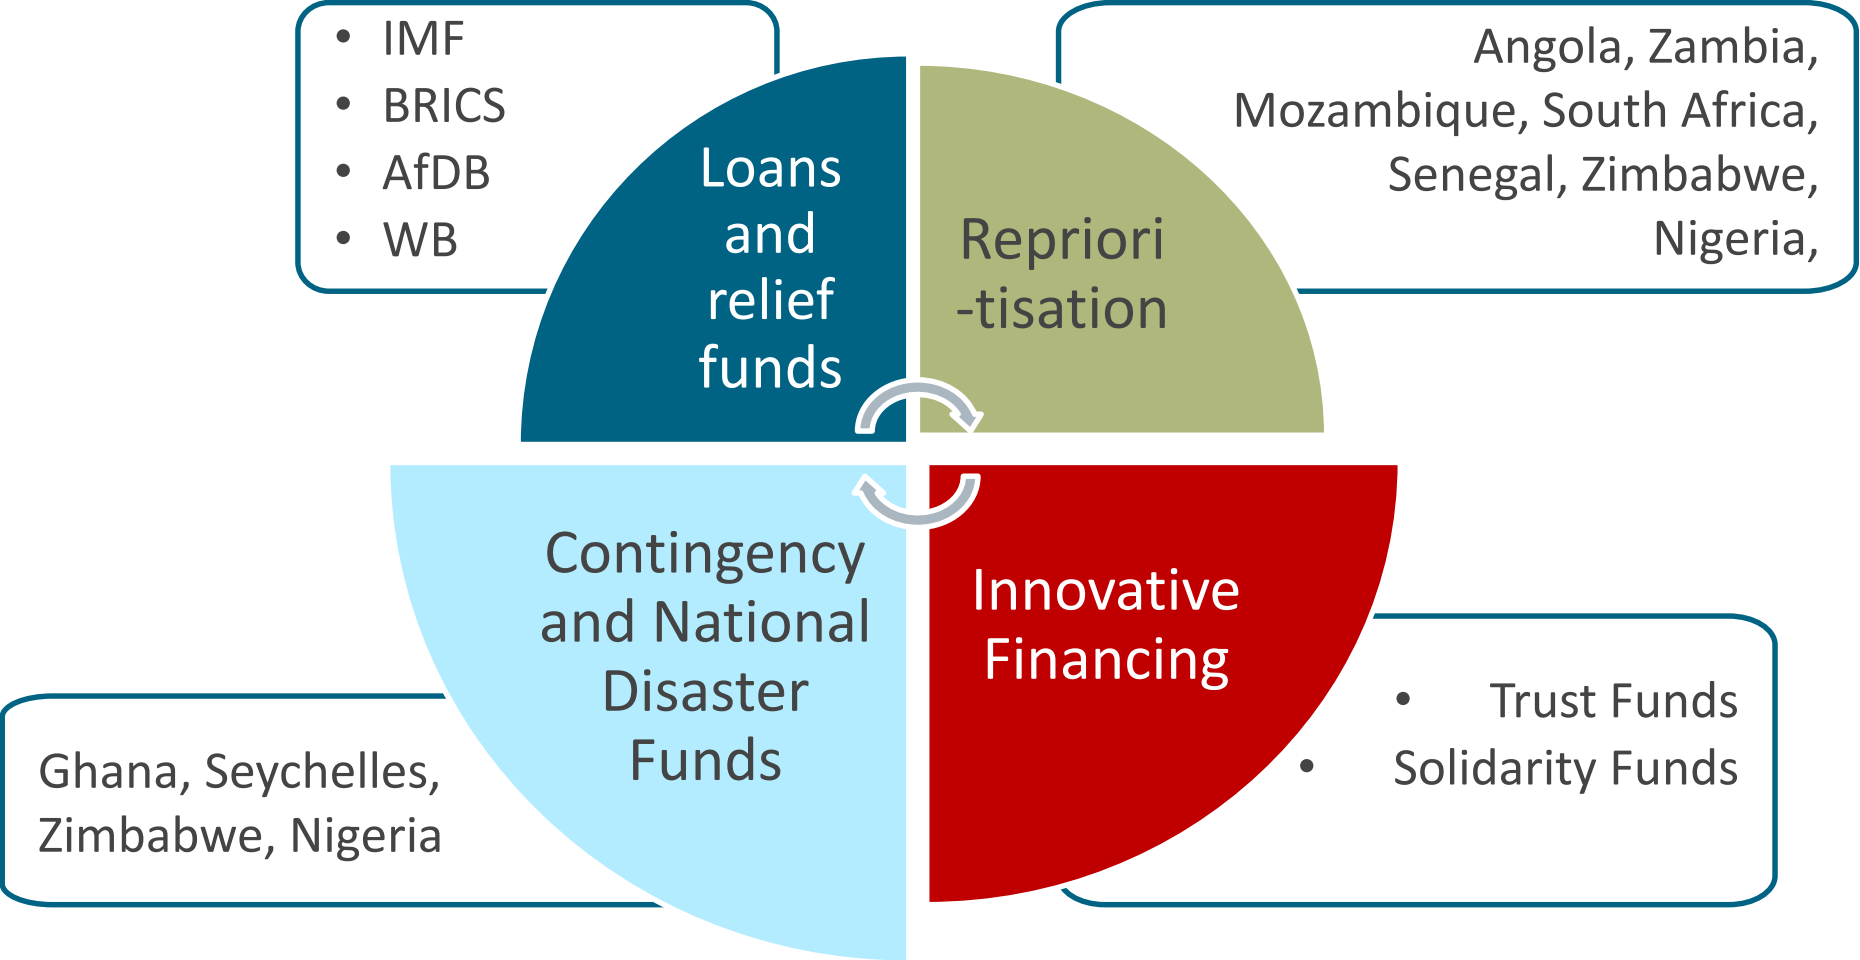 • IMF
• BRICS
• AfDB
• WB
Loans
and
relief
funds
Angola, Zambia,
Mozambique, South Africa,
Senegal, Zimbabwe,
Nigeria,
Repriori
-tisation
Contingency
and National
Disaster
Funds
Ghana, Seychelles,
Zimbabwe, Nigeria
Innovative
Financing
• Trust Funds
• Solidarity Funds